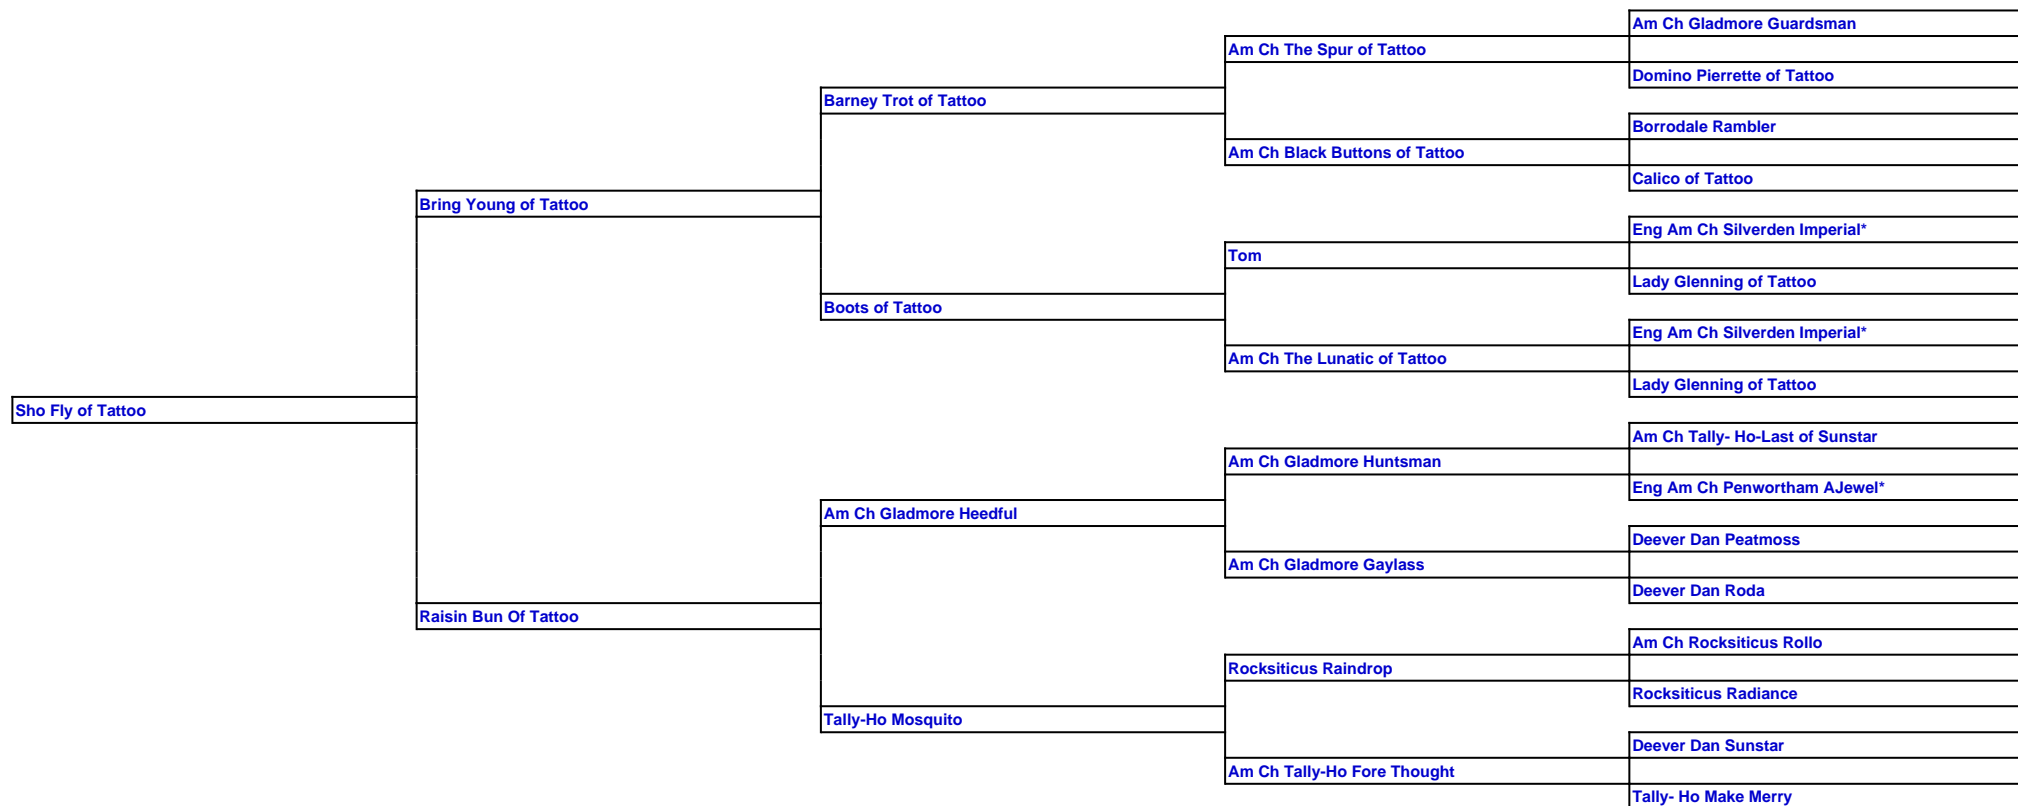 Am Ch Gladmore Guardsman
Am Ch The Spur of Tattoo
Domino Pierrette of Tattoo
Barney Trot of Tattoo
Borrodale Rambler
Am Ch Black Buttons of Tattoo
Calico of Tattoo
Bring Young of Tattoo
Eng Am Ch Silverden Imperial*
Tom
Lady Glenning of Tattoo
Boots of Tattoo
Eng Am Ch Silverden Imperial*
Am Ch The Lunatic of Tattoo
Lady Glenning of Tattoo
Sho Fly of Tattoo
Am Ch Tally- Ho-Last of Sunstar
Am Ch Gladmore Huntsman
Eng Am Ch Penwortham AJewel*
Am Ch Gladmore Heedful
Deever Dan Peatmoss
Am Ch Gladmore Gaylass
Deever Dan Roda
Raisin Bun Of Tattoo
Am Ch Rocksiticus Rollo
Rocksiticus Raindrop
Rocksiticus Radiance
Tally-Ho Mosquito
Deever Dan Sunstar
Am Ch Tally-Ho Fore Thought
Tally- Ho Make Merry